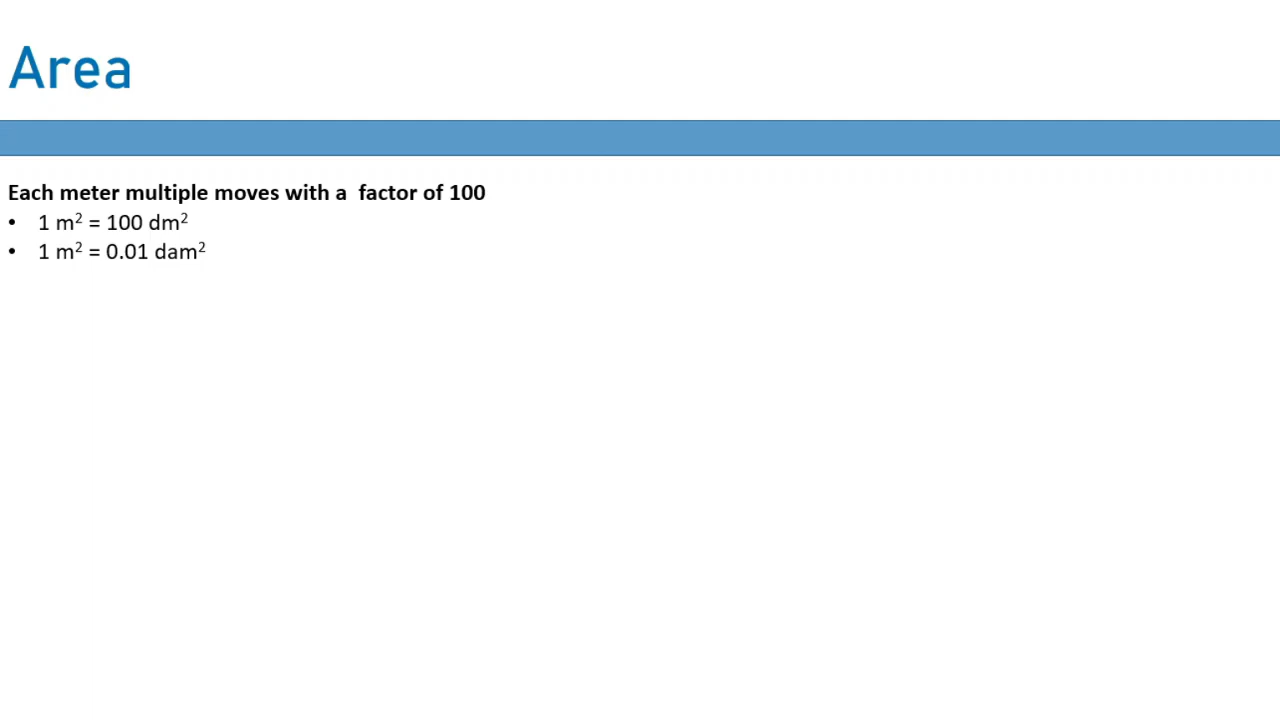 Area
Each meter multiple moves with a  factor of 100
• 1 m² = 100 dm²
• 1 m² = 0.01 dam²